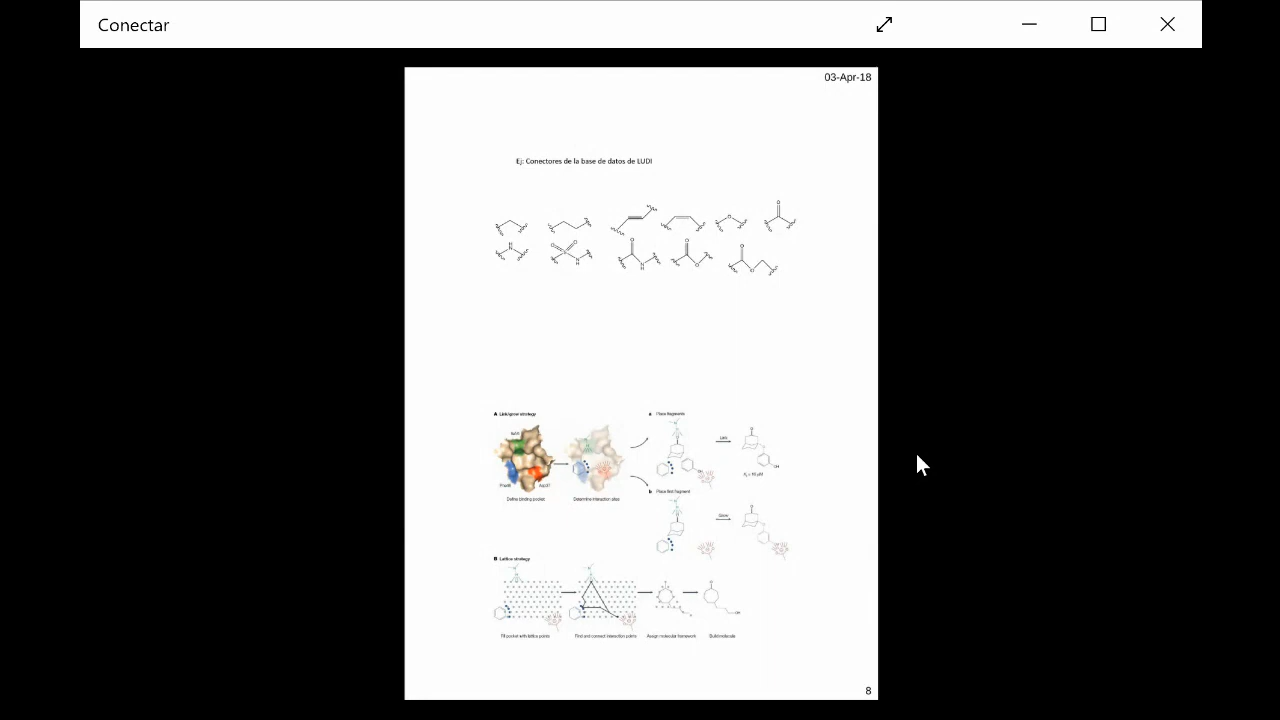 Conectar
03-Apr-18
Ej: Conectores de la base de datos de LUDI
A Link/grow strategy
a Place fragments
Link
Define binding pocket
Determine interaction sites
b Place first fragment
Grow
B Lattice strategy
Fill pocket with lattice points
Find and connect interaction points
Assign molecular framework
Build molecule
8